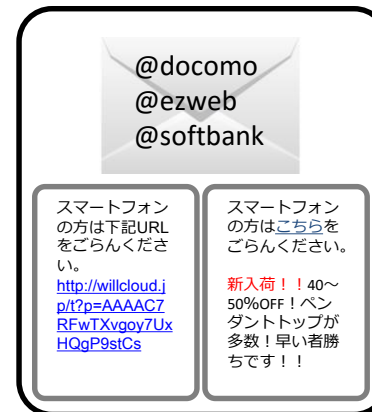 @docomo
@ezweb
@softbank
スマートフォン
の方は下記URL
をごらんくださ
い。
http://willcloud.j
p/t?p=AAAAC7
RFwTXvgoy7Ux
HQgP9stCs
スマートフォン
の方はこちらを
ごらんください。
新入荷！！40～
50%OFF！ペン
ダントトップが
多数！早い者勝
ちです！！